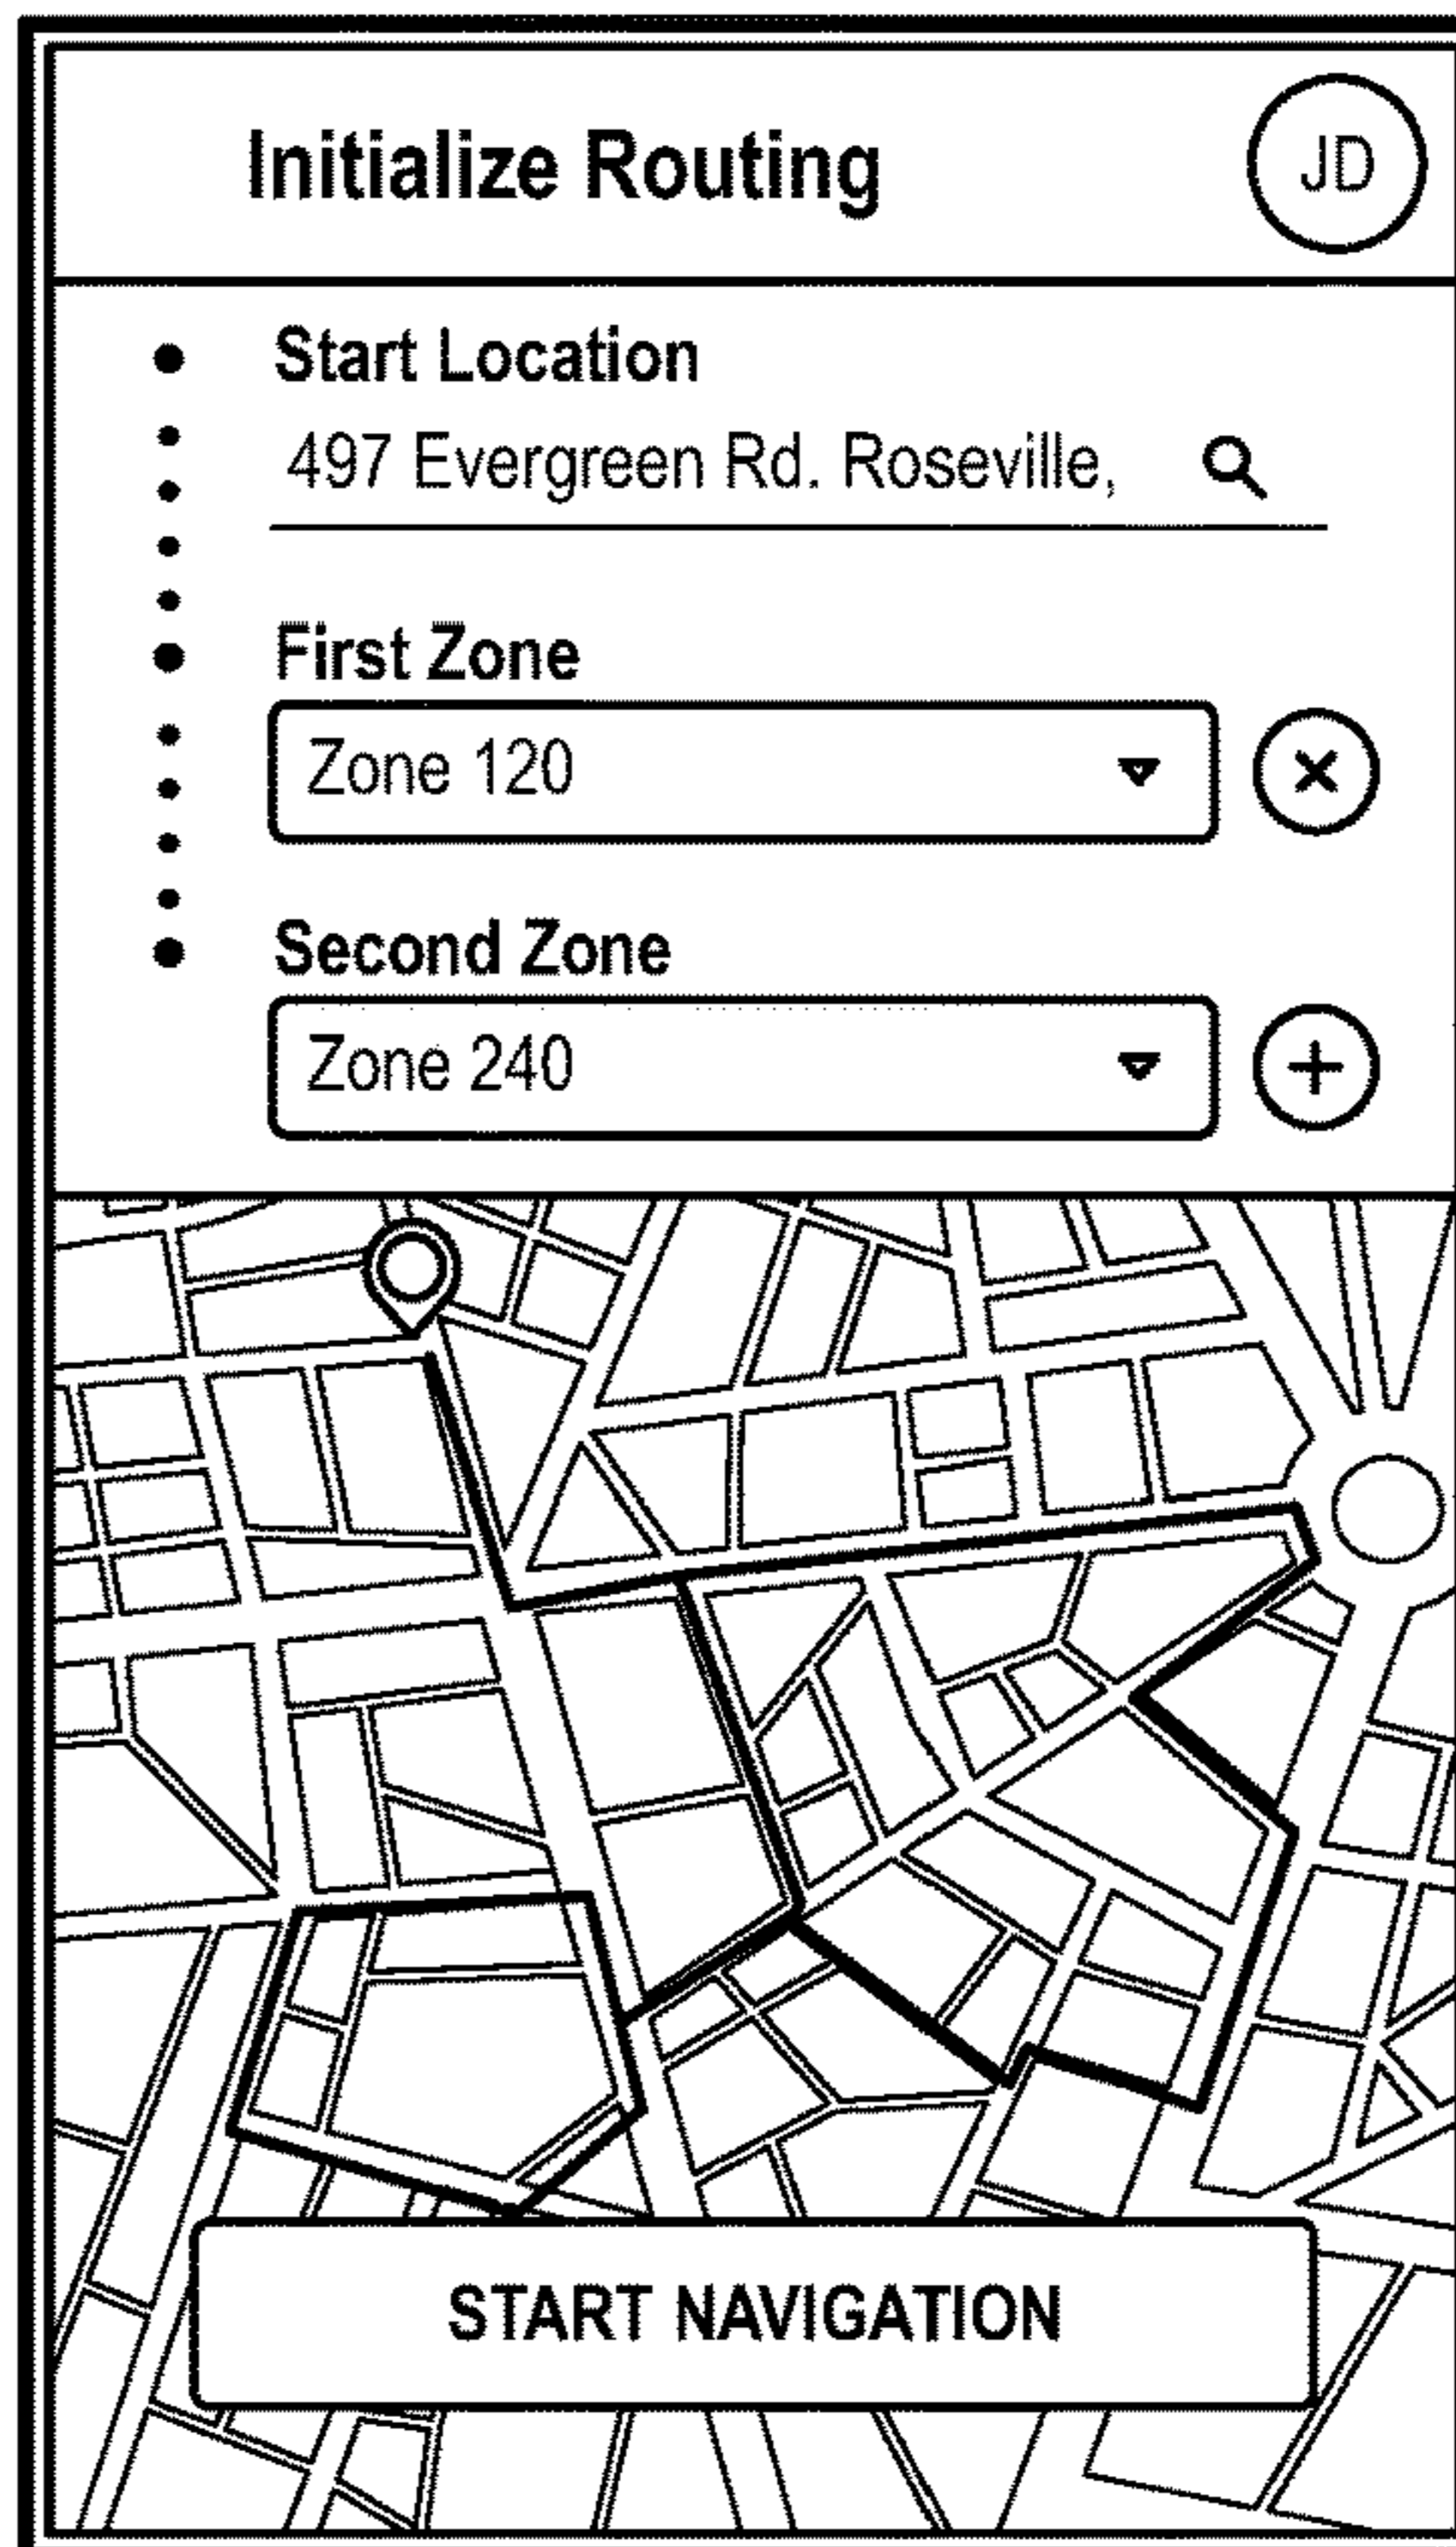 Initialize Routing
JD
Start Location
497 Evergreen Rd. Roseville,
First Zone
Zone 120
Second Zone
Zone 240
START NAVIGATION